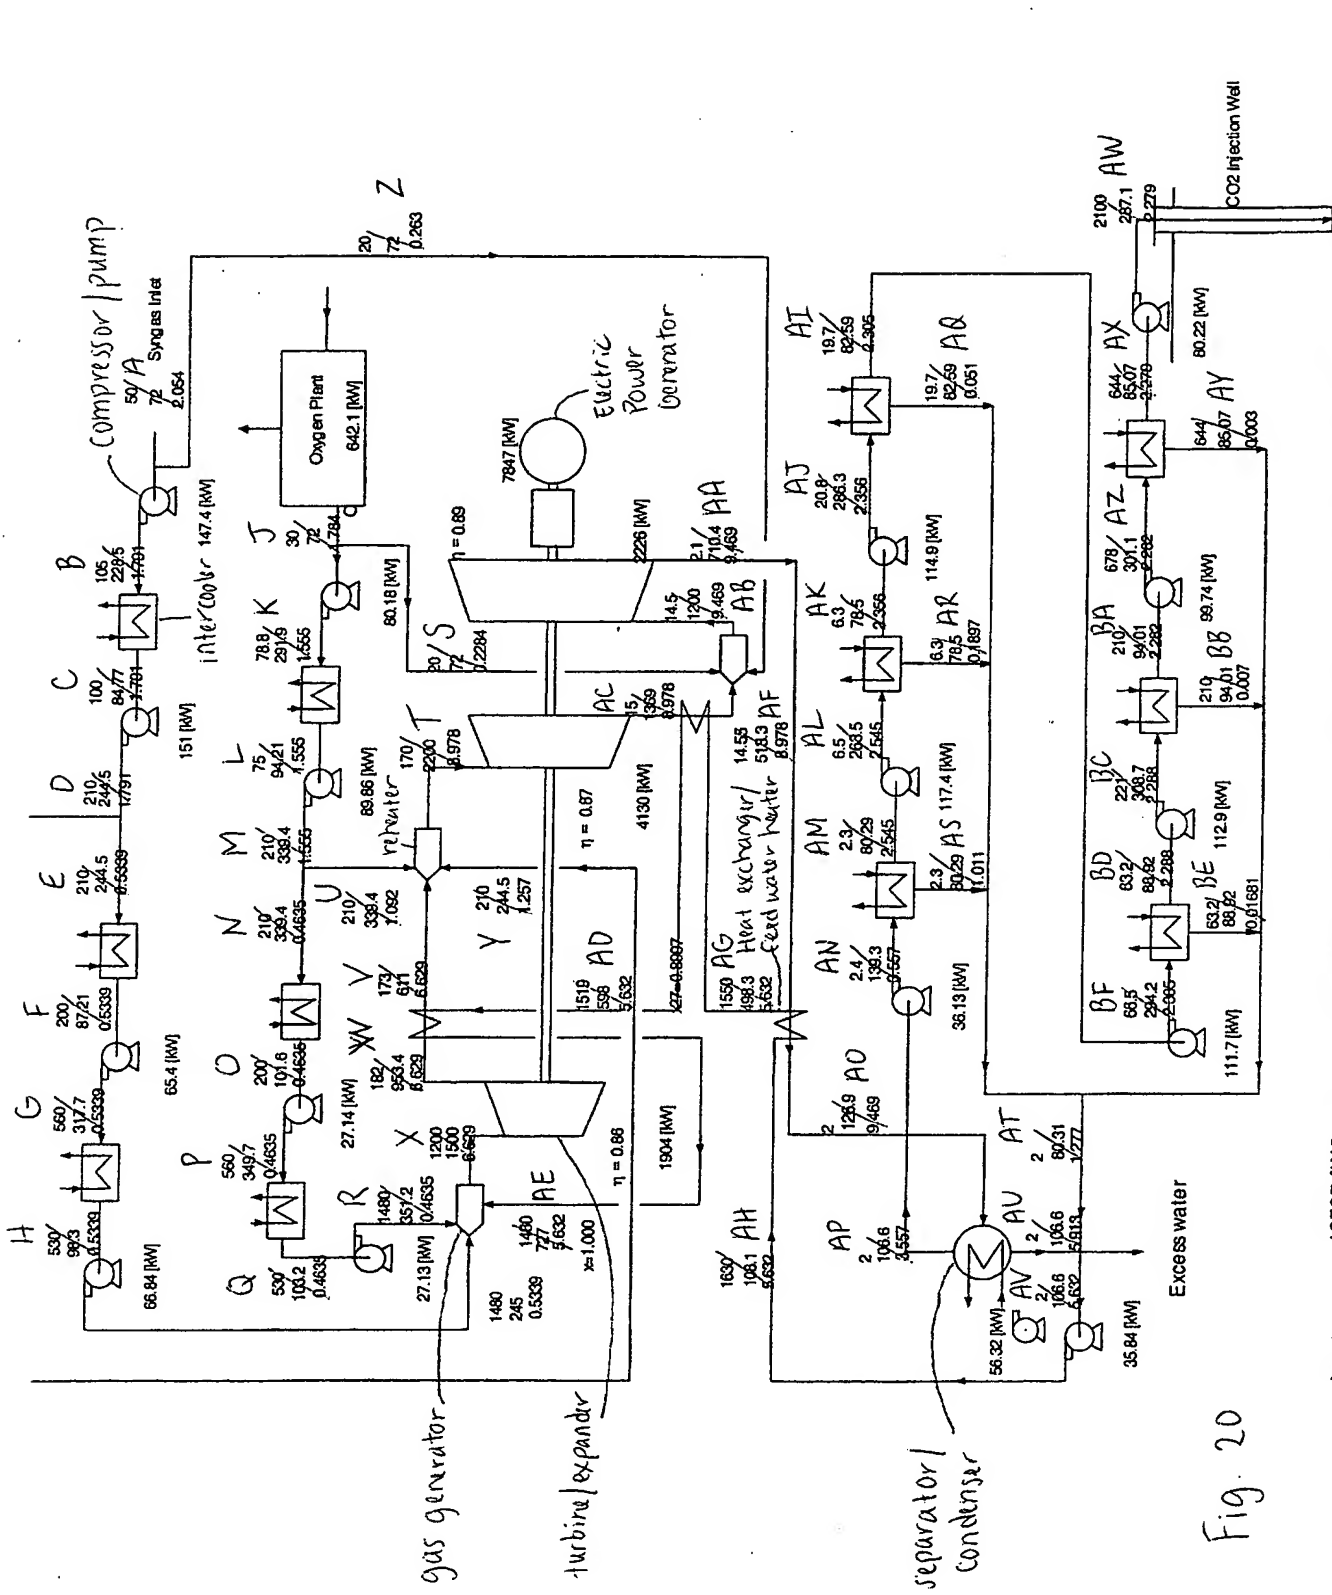 Compressor/pump
50/
72
2.054
A
Syngas Inlet
B
105
228.5
1.791
intercooler
147.4 [kW]
C
100
84.77
1.791
151 [kW]
D
210
244.5
1.791
E
210
244.5
0.5339
F
200
87.21
0.5339
65.4 [kW]
G
560
317.7
0.5339
H
530
98.3
0.5339
66.84 [kW]
20
72
0.263
Z
Oxygen Plant
642.1 [kW]
J
30
72
1.784
K
78.8
291.9
1.555
80.18 [kW]
L
75
94.21
1.555
89.86 [kW]
M
210
339.4
1.555
N
210
339.4
0.4635
O
200
101.6
0.4635
27.14 [kW]
P
560
349.7
0.4635
Q
530
103.2
0.4635
27.13 [kW]
R
1480
351.2
0.4635
S
20
72
0.2284
T
170
2200
8.978
reheater
U
210
339.4
1.092
V
173
611
6.629
W
182
953.4
6.629
X
1200
1500
6.629
Y
210
244.5
1.257
1480
245
0.5339
AE
1480
727
5.632
x=1.000
η = 0.86
1904 [kW]
η = 0.87
4130 [kW]
η = 0.89
2226 [kW]
7847 [kW]
Electric
Power
Generator
AA
2.1
710.4
9.469
AB
14.5
1200
9.469
AC
15
1369
8.978
AD
1519
598
5.632
x27=0.8997
AF
14.55
518.3
8.978
AG
1550
498.3
5.632
Heat exchanger/
feed water heater
gas generator
turbine/expander
AH
1630
108.1
5.632
AI
19.7
82.59
2.305
AJ
20.8
286.3
2.356
114.9 [kW]
AK
6.3
78.5
2.356
AL
6.5
268.5
2.545
117.4 [kW]
AM
2.3
80.29
2.545
AN
2.4
139.3
3.557
36.13 [kW]
AO
2
126.9
9.469
AP
2
106.6
3.557
AQ
19.7
82.59
0.051
AR
6.3
78.5
0.1897
AS
2.3
80.29
1.011
AT
2
80.31
1.277
AU
2
106.6
5.913
AV
2
106.6
5.632
56.32 [kW]
35.84 [kW]
Excess water
separator/
condenser
AW
2100
287.1
2.279
CO2 Injection Well
AX
644
85.07
2.279
80.22 [kW]
AY
644
85.07
0.003
AZ
678
301.1
2.282
99.74 [kW]
BA
210
94.01
2.282
BB
210
94.01
0.007
BC
221
308.7
2.288
112.9 [kW]
BD
63.2
88.92
2.288
BE
63.2
88.92
0.01681
BF
66.5
294.2
2.305
111.7 [kW]
Fig. 20